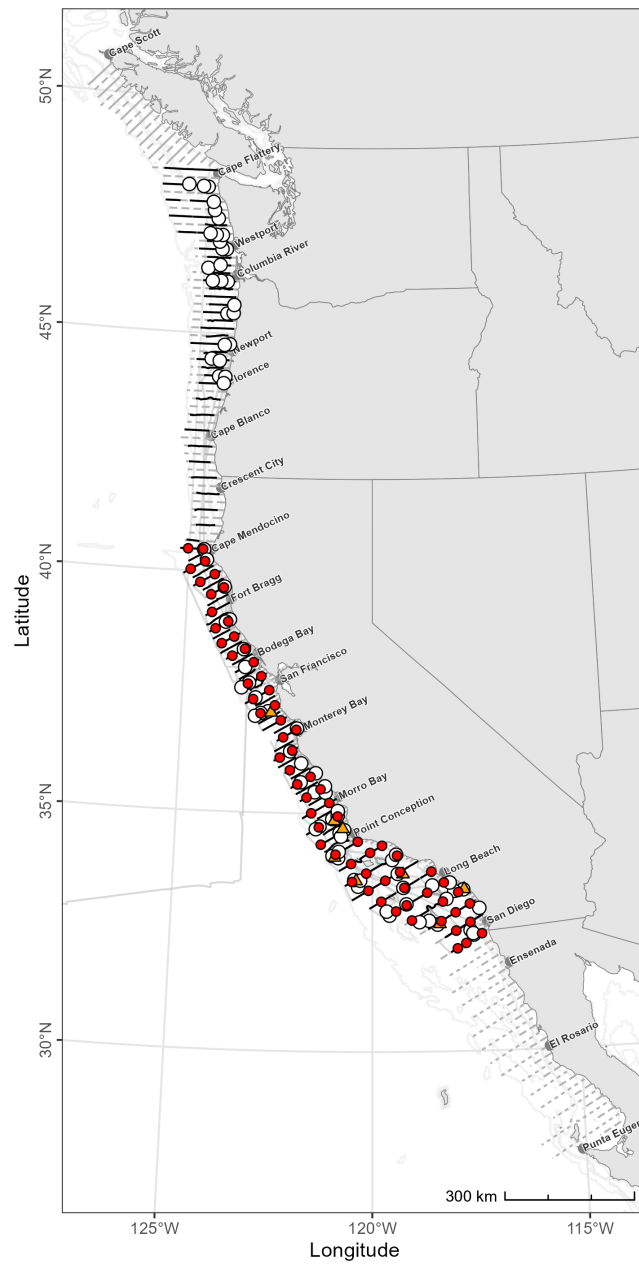 Cape Scott
50°N
Cape Flattery
Westport
Columbia River
45°N
Newport
Florence
Cape Blanco
Crescent City
Cape Mendocino
40°N
Fort Bragg
Bodega Bay
San Francisco
Monterey Bay
Morro Bay
35°N
Point Conception
Long Beach
San Diego
Ensenada
El Rosario
30°N
Punta Euge
Latitude
300 km
125°W
120°W
115°W
Longitude